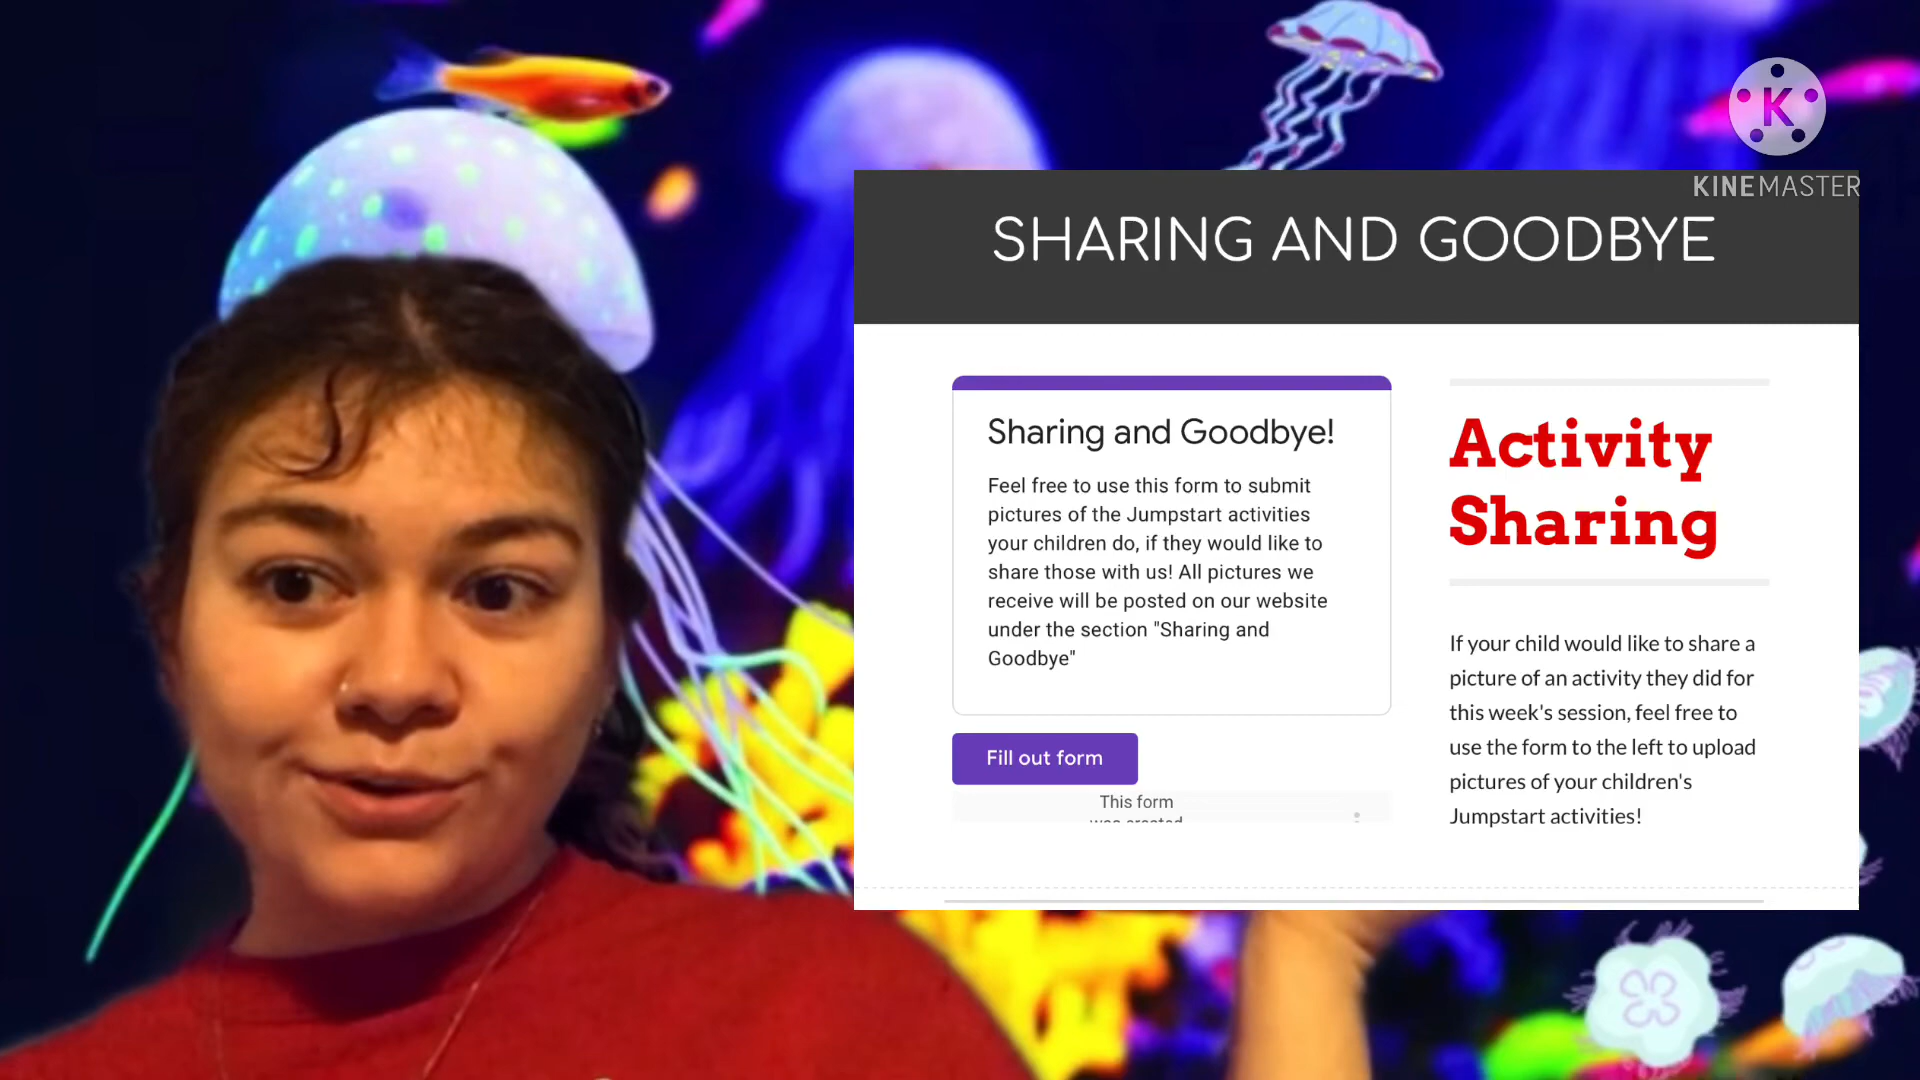 K
KINEMASTER
SHARING AND GOODBYE
Sharing and Goodbye!
Feel free to use this form to submit
pictures of the Jumpstart activities
your children do, if they would like to
share those with us! All pictures we
receive will be posted on our website
under the section "Sharing and
Goodbye"
Fill out form
This form
was created
Activity
Sharing
If your child would like to share a
picture of an activity they did for
this week's session, feel free to
use the form to the left to upload
pictures of your children's
Jumpstart activities!